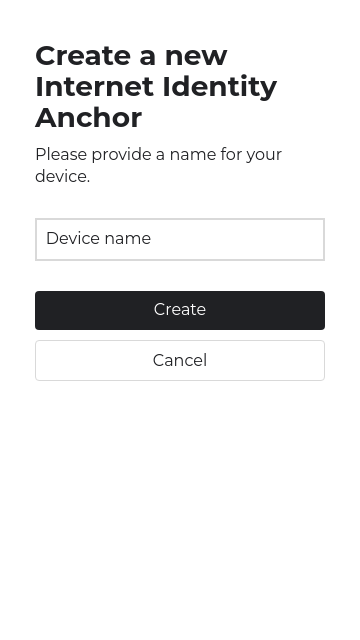 Create a new
Internet Identity
Anchor
Please provide a name for your
device.
Device name
Create
Cancel